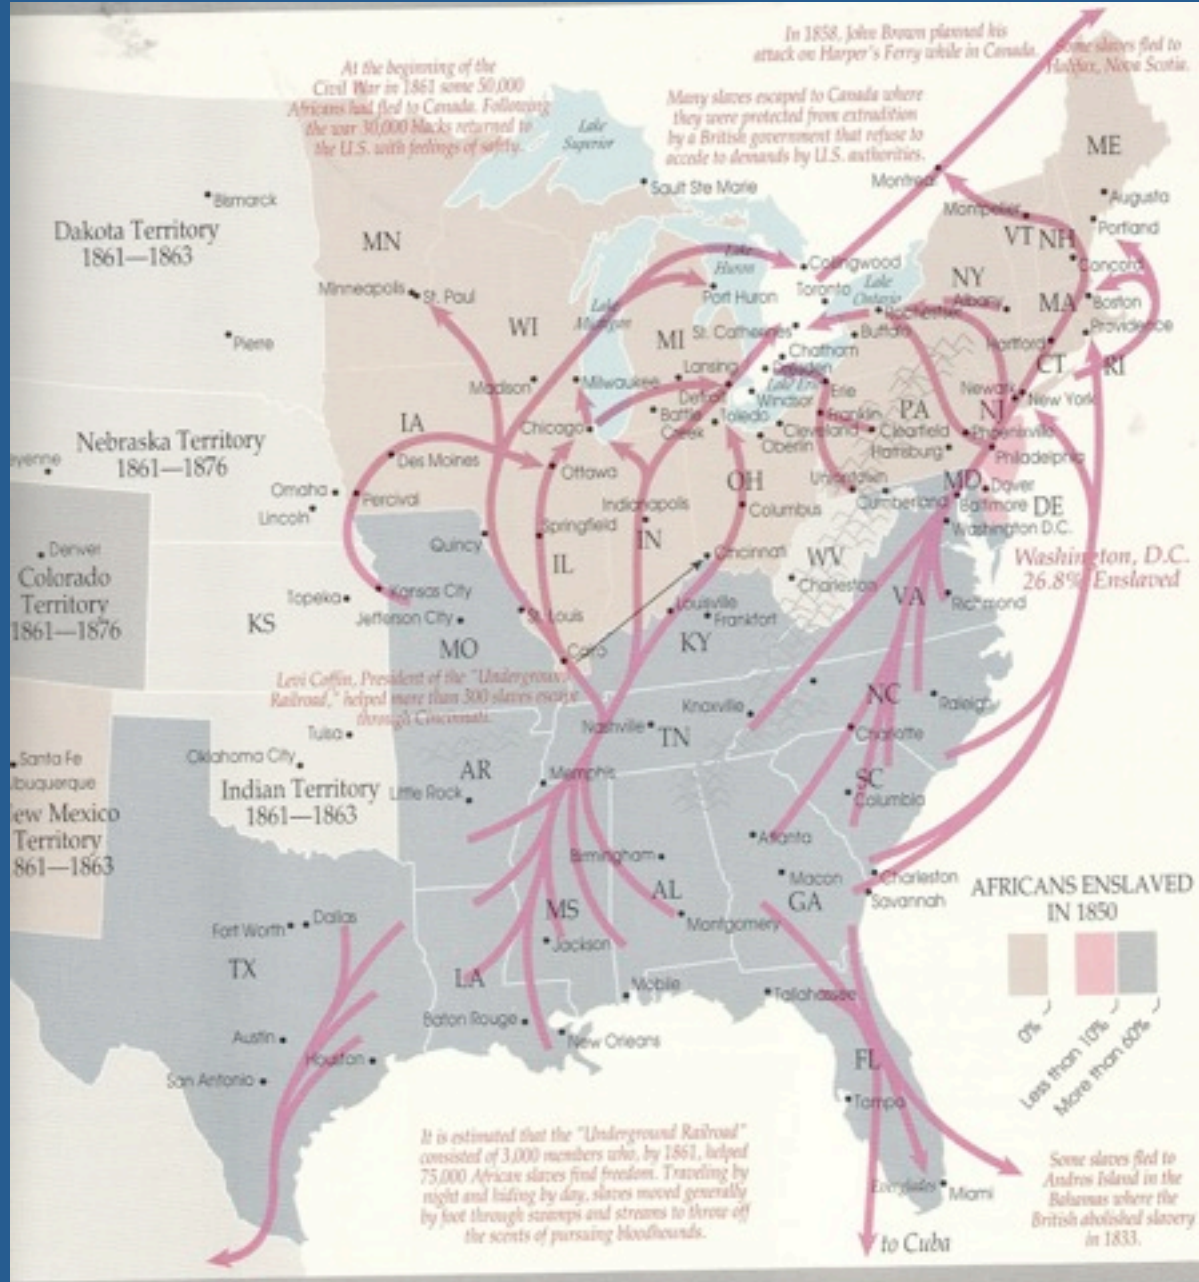 In 1858, John Brown planned his
attack on Harper's Ferry while in Canada.
Some slaves fled to
Halifax, Nova Scotia.
At the beginning of the
Civil War in 1861 some 50,000
Africans had fled to Canada. Following
the war 30,000 blacks returned to
the U.S. with feelings of safety.
Many slaves escaped to Canada where
they were protected from extradition
by a British government that refuse to
accede to demands by U.S. authorities.
Lake
Superior
Sault Ste Marie
Montreal
ME
Augusta
Bismarck
Dakota Territory
1861—1863
MN
Montpelier
Portland
VT
NH
Concord
Lake
Huron
Collingwood
Minneapolis
St. Paul
Port Huron
Toronto
Lake
Ontario
NY
Rochester
Albany
MA
Boston
Pierre
WI
Lake
Michigan
MI
St. Catherines
Buffalo
Providence
Hartford
Chatham
CT
RI
Madison
Milwaukee
Lansing
Dresden
Detroit
Lake Erie
Windsor
Erie
Newark
New York
IA
Chicago
Battle
Creek
Toledo
Cleveland
Franklin
PA
Clearfield
NJ
Phoenixville
Nebraska Territory
1861—1876
eyenne
Des Moines
Ottawa
Oberlin
Harrisburg
Philadelphia
Omaha
Percival
Lincoln
OH
Uniontown
MD
Dover
Indianapolis
Columbus
Cumberland
Baltimore
DE
Springfield
Washington D.C.
Denver
Colorado
Territory
1861—1876
Quincy
IL
IN
Cincinnati
WV
Washington, D.C.
26.8% Enslaved
Topeka
Kansas City
Charleston
VA
Richmond
KS
Jefferson City
St. Louis
Louisville
Frankfort
MO
Cairo
KY
Levi Coffin, President of the "Underground
Railroad," helped more than 300 slaves escape
through Cincinnati.
Nashville
TN
Knoxville
NC
Raleigh
Tulsa
Charlotte
Santa Fe
lbuquerque
Oklahoma City
Indian Territory
1861—1863
AR
Little Rock
Memphis
SC
Columbia
ew Mexico
Territory
861—1863
Atlanta
Birmingham
Macon
Charleston
AL
GA
Savannah
AFRICANS ENSLAVED
IN 1850
Fort Worth
Dallas
MS
Jackson
Montgomery
TX
LA
Mobile
Tallahassee
Baton Rouge
New Orleans
Austin
Houston
0%
Less than 10%
More than 60%
San Antonio
FL
Tampa
It is estimated that the "Underground Railroad"
consisted of 3,000 members who, by 1861, helped
75,000 African slaves find freedom. Traveling by
night and hiding by day, slaves moved generally
by foot through swamps and streams to throw off
the scents of pursuing bloodhounds.
Some slaves fled to
Andros Island in the
Bahamas where the
British abolished slavery
in 1833.
Everglades
Miami
to Cuba